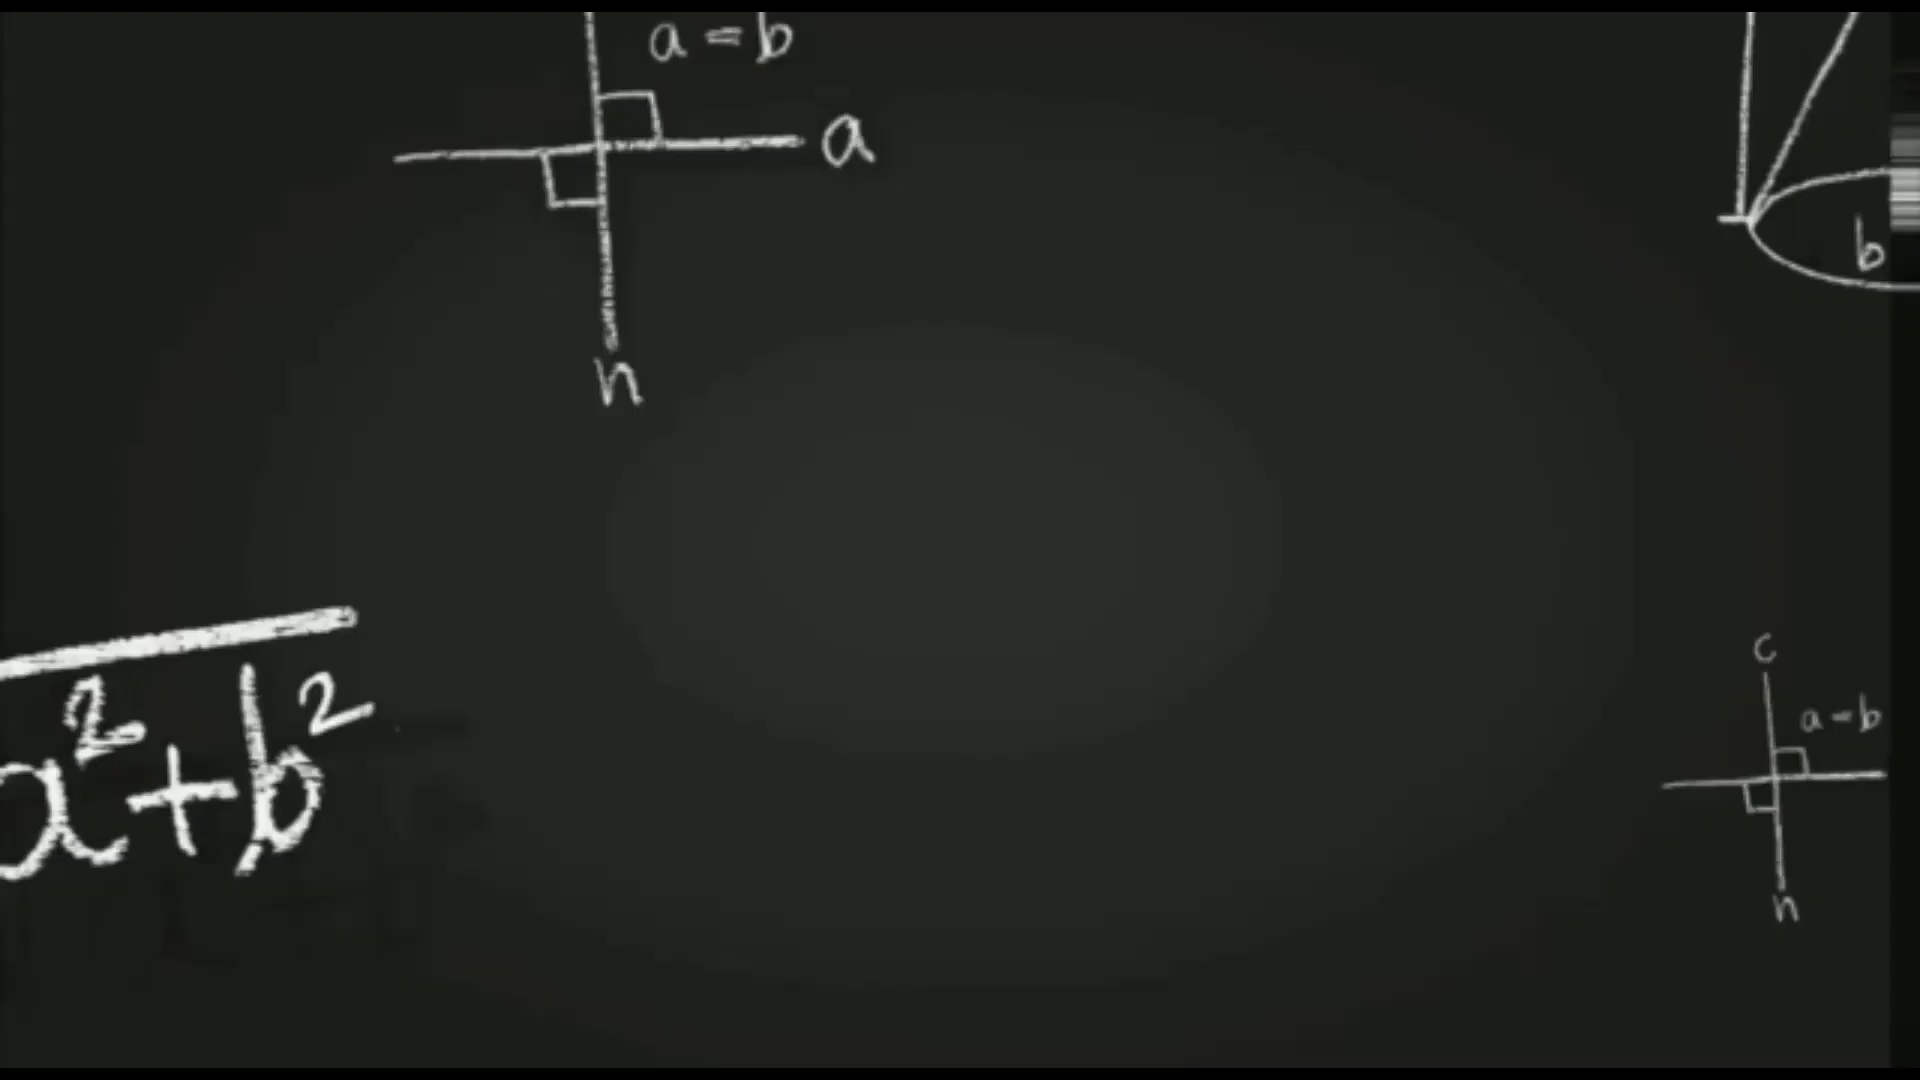 a = b
a
n
b
a²+b²
c
a = b
n